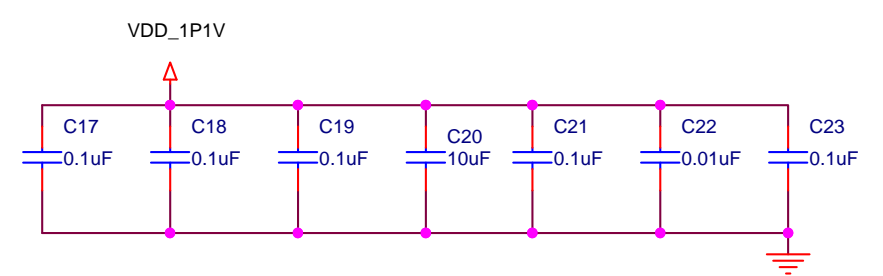 VDD_1P1V
C17
0.1uF
C18
0.1uF
C19
0.1uF
C20
10uF
C21
0.1uF
C22
0.01uF
C23
0.1uF